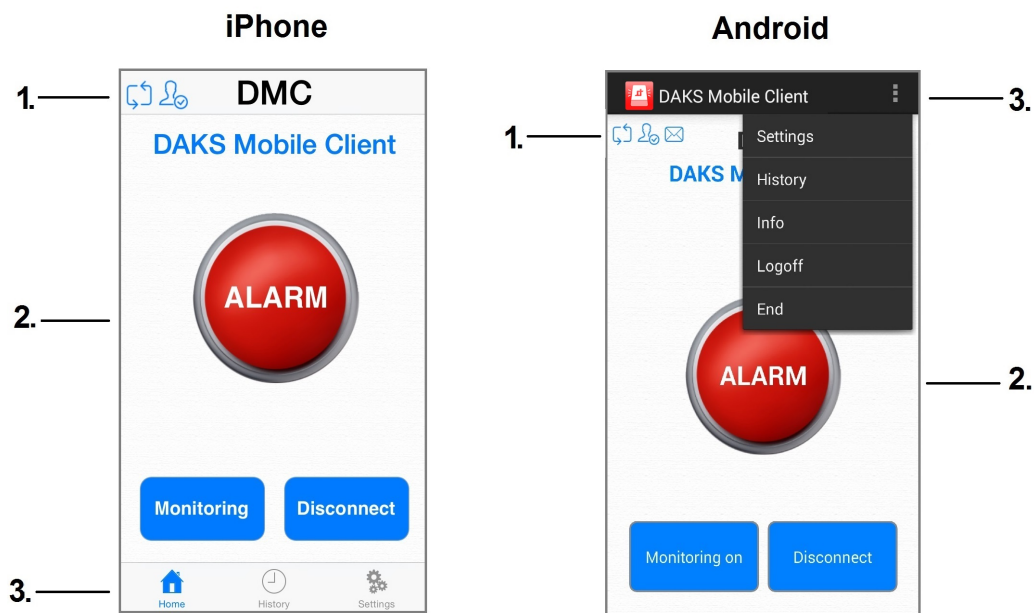 iPhone
1.
DMC
DAKS Mobile Client
2.
ALARM
Monitoring
Disconnect
3.
Home
History
Settings
Android
DAKS Mobile Client
3.
1.
Settings
DAKS M
History
Info
Logoff
End
ALARM
2.
Monitoring on
Disconnect